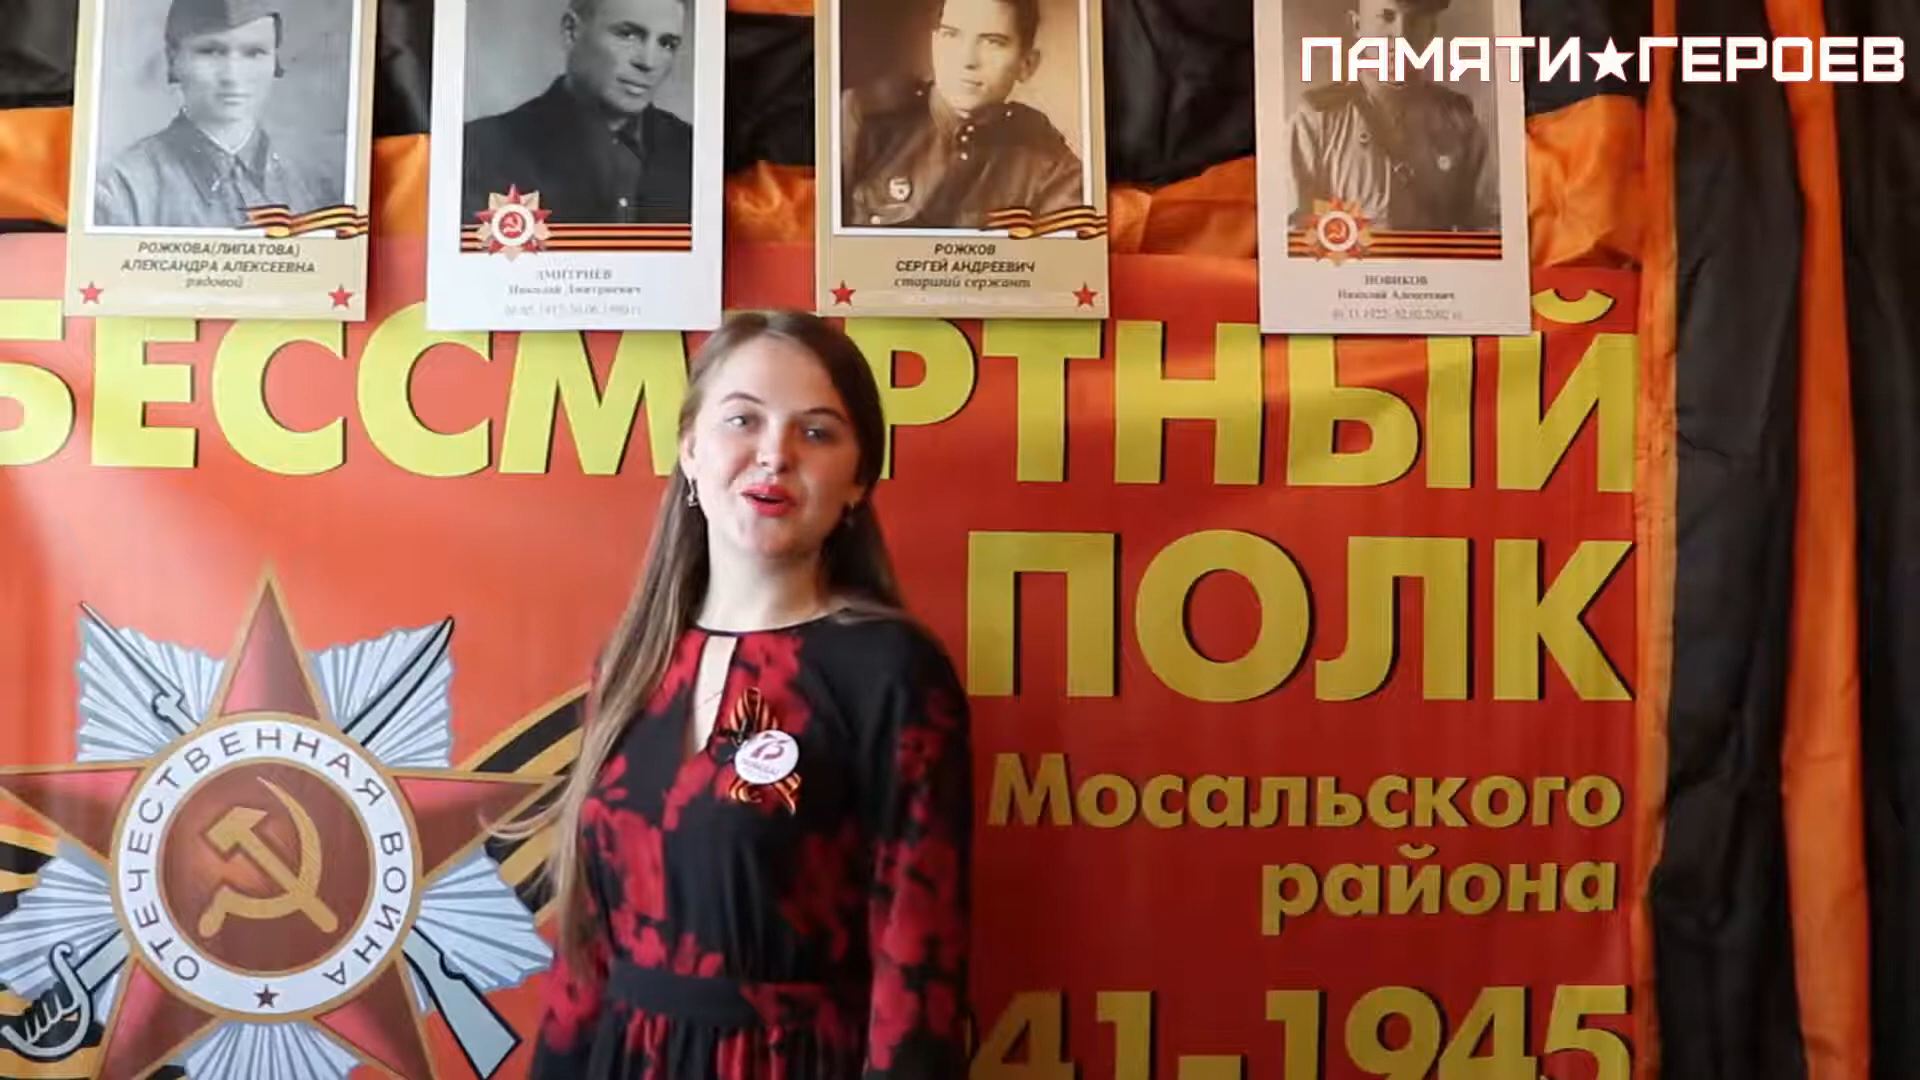 ПАМЯТИ★ГЕРОЕВ
РОЖКОВА(ЛИПАТОВА)
АЛЕКСАНДРА АЛЕКСЕЕВНА
рядовой
ДМИТРИЕВ
Николай Дмитриевич
РОЖКОВ
СЕРГЕЙ АНДРЕЕВИЧ
старший сержант
НОВИКОВ
Николай Алексеевич
БЕССМ РТНЫЙ
ПОЛК
Мосальского
района
41-1945
ОТЕЧЕСТВЕННАЯ ВОЙНА
75
ПОБЕДА!